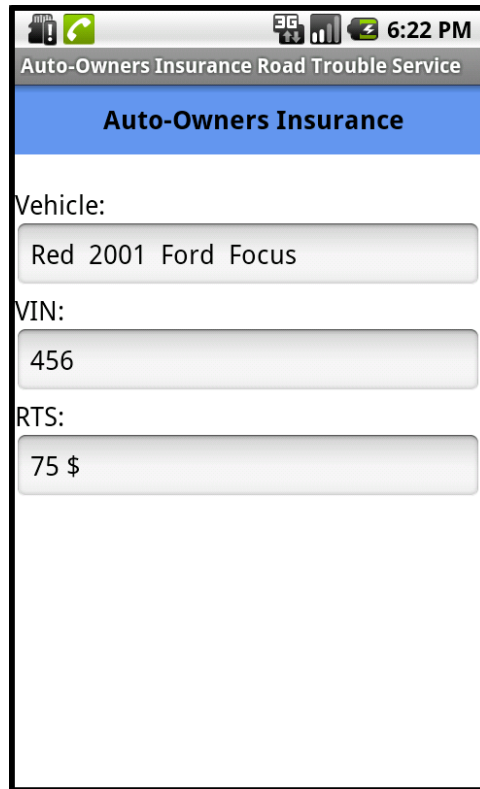 3G 6:22 PM
Auto-Owners Insurance Road Trouble Service
Auto-Owners Insurance
Vehicle:
Red 2001 Ford Focus
VIN:
456
RTS:
75 $